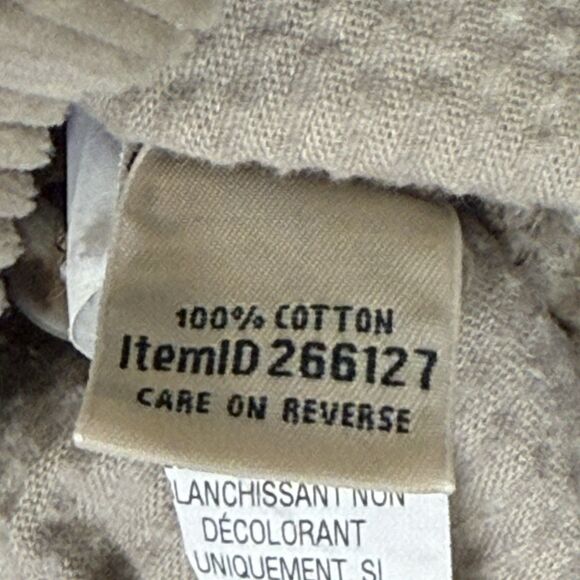 100% COTTON
ItemID 266127
CARE ON REVERSE
LANCHISSANT NON
DÉCOLORANT
UNIQUEMENT SI